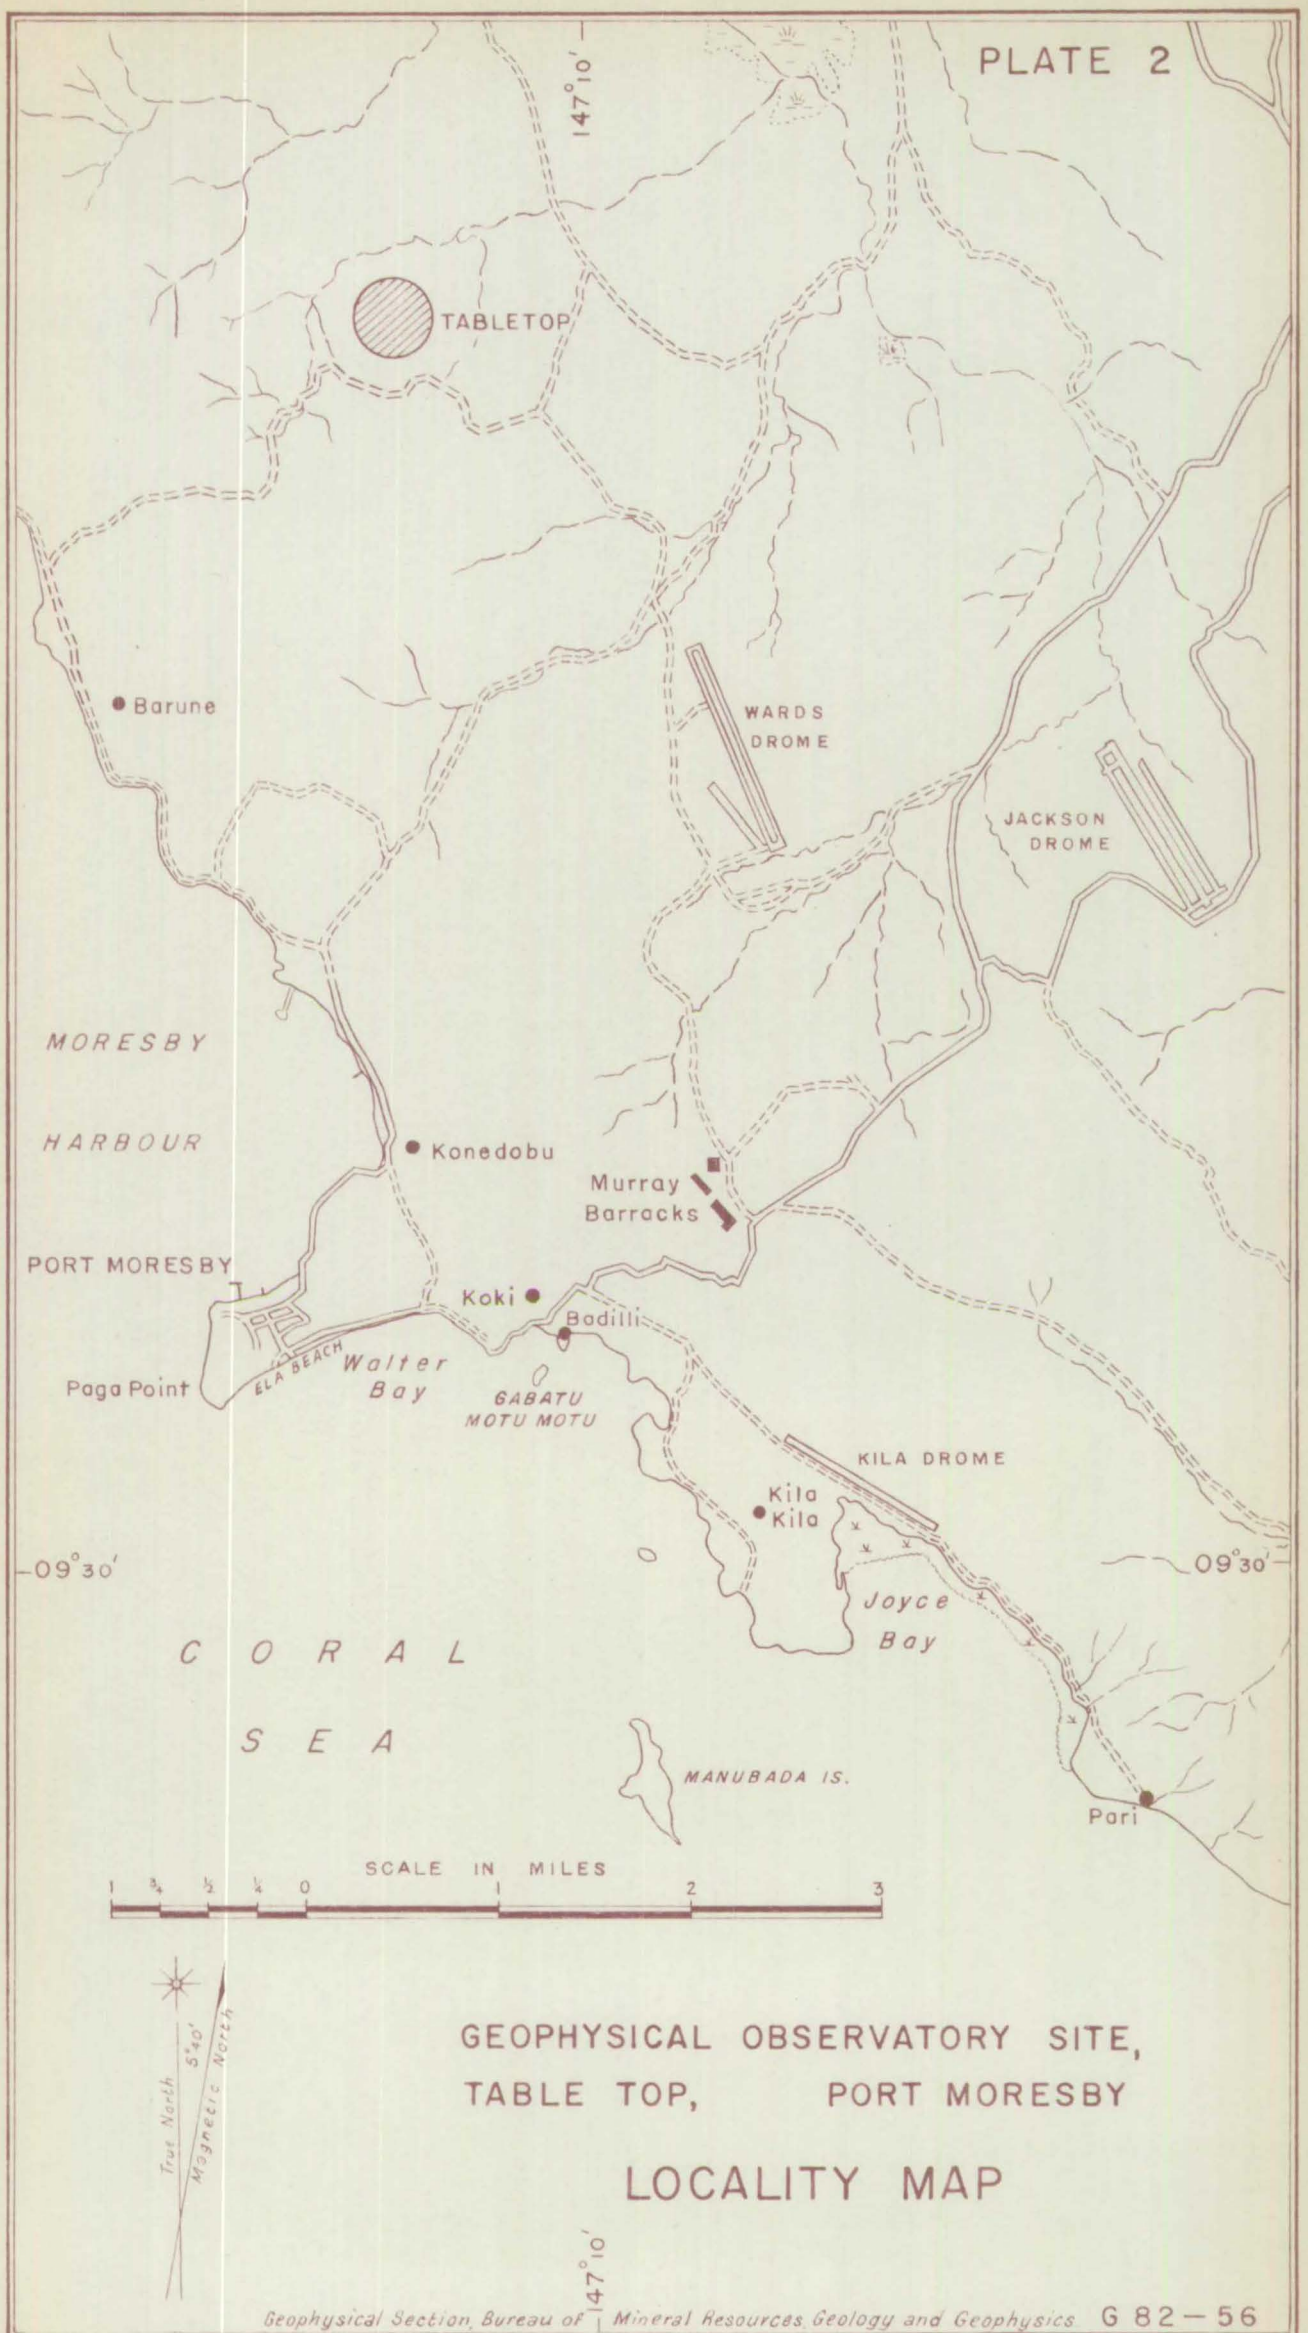 PLATE 2
147°10'
TABLETOP
Barune
WARDS
DROME
JACKSON
DROME
MORESBY
HARBOUR
Konedobu
Murray
Barracks
PORT MORESBY
Koki
Badilli
Paga Point
ELA BEACH
Walter
Bay
GABATU
MOTU MOTU
KILA DROME
Kila
Kila
09°30'
09°30'
Joyce
Bay
CORAL
SEA
MANUBADA IS.
Pari
SCALE IN MILES
1 ¾ ½ ¼ 0 1 2 3
True North
5°40'
Magnetic North
GEOPHYSICAL OBSERVATORY SITE,
TABLE TOP, PORT MORESBY
LOCALITY MAP
147°10'
Geophysical Section, Bureau of Mineral Resources, Geology and Geophysics G 82–56